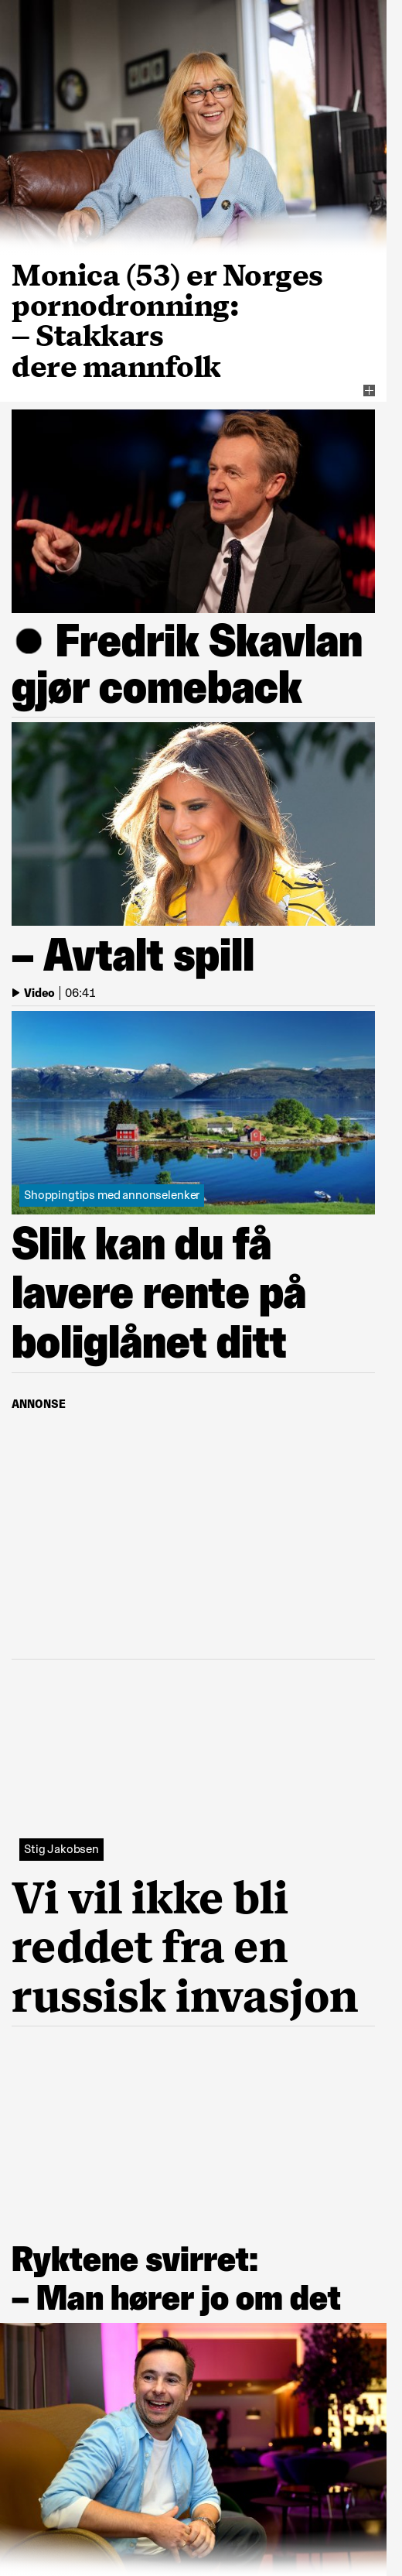 Monica (53) er Norges
pornodronning:
– Stakkars
dere mannfolk
● Fredrik Skavlan
gjør comeback
– Avtalt spill
Video | 06:41
Shoppingtips med annonselenker
Slik kan du få
lavere rente på
boliglånet ditt
ANNONSE
Stig Jakobsen
Vi vil ikke bli
reddet fra en
russisk invasjon
Ryktene svirret:
– Man hører jo om det